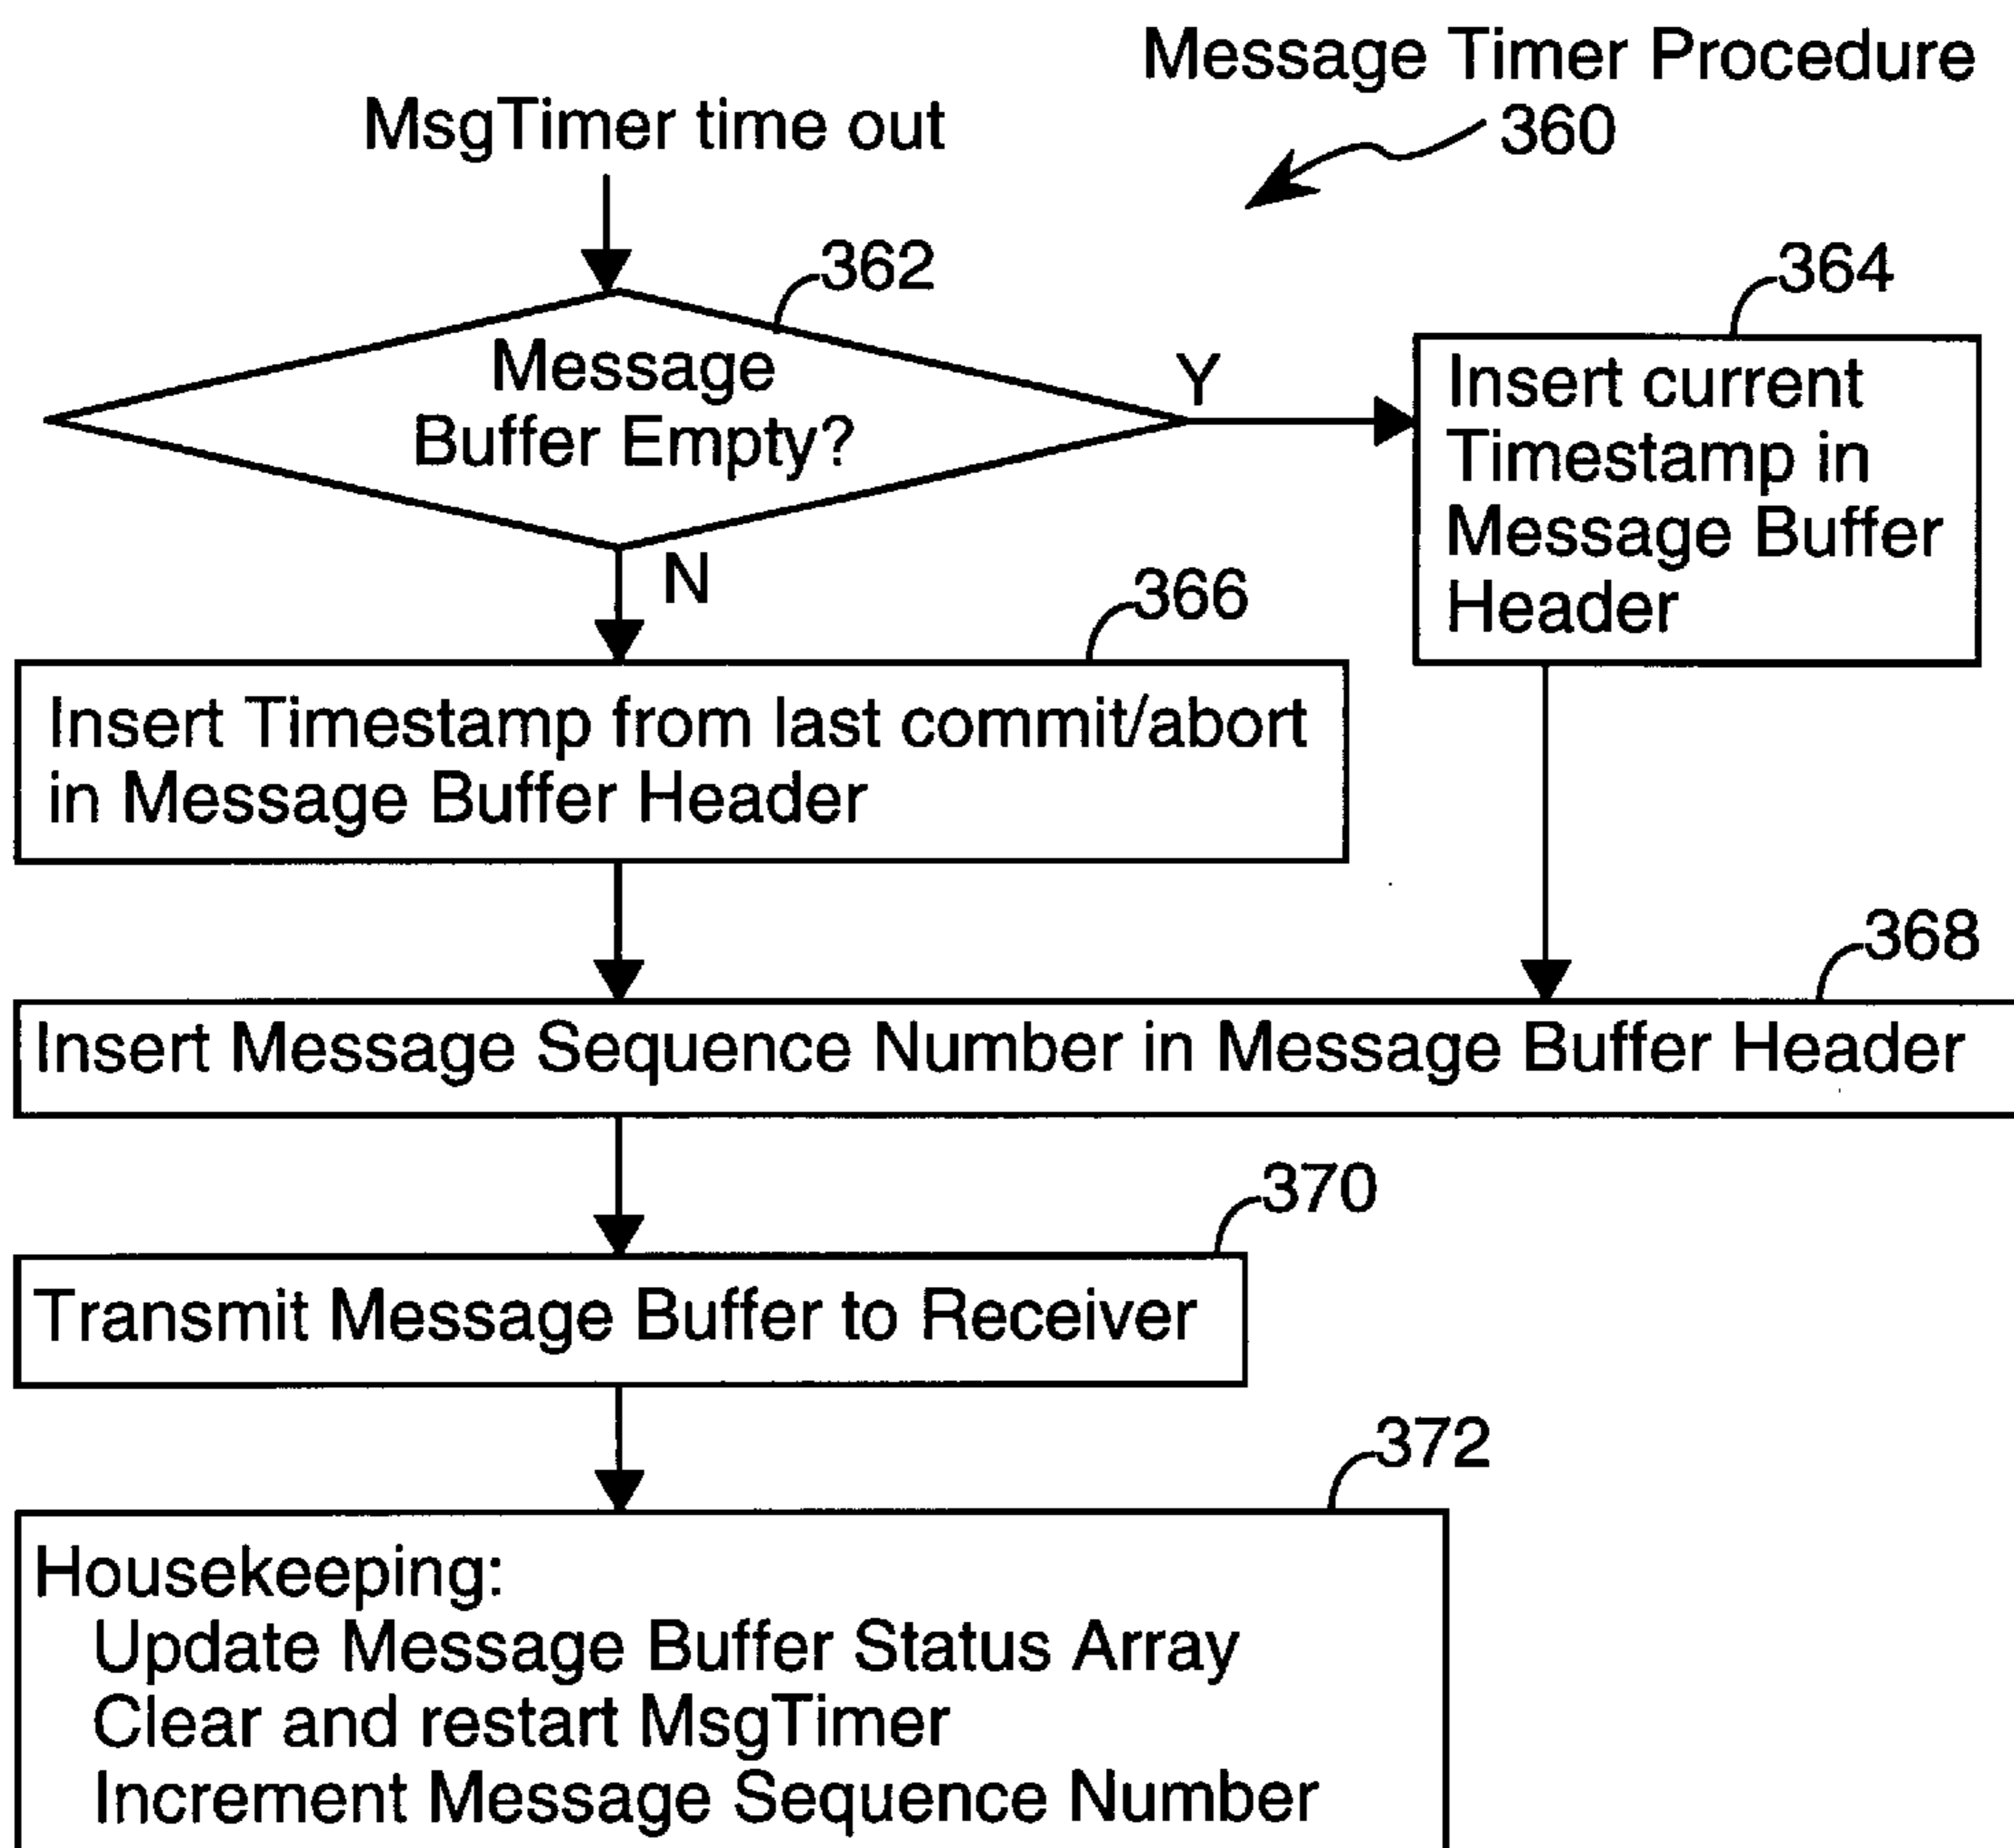 Message Timer Procedure
360
MsgTimer time out
362
364
Message
Buffer Empty?
Y
Insert current
Timestamp in
Message Buffer
Header
N
366
Insert Timestamp from last commit/abort
in Message Buffer Header
368
Insert Message Sequence Number in Message Buffer Header
370
Transmit Message Buffer to Receiver
372
Housekeeping:
Update Message Buffer Status Array
Clear and restart MsgTimer
Increment Message Sequence Number